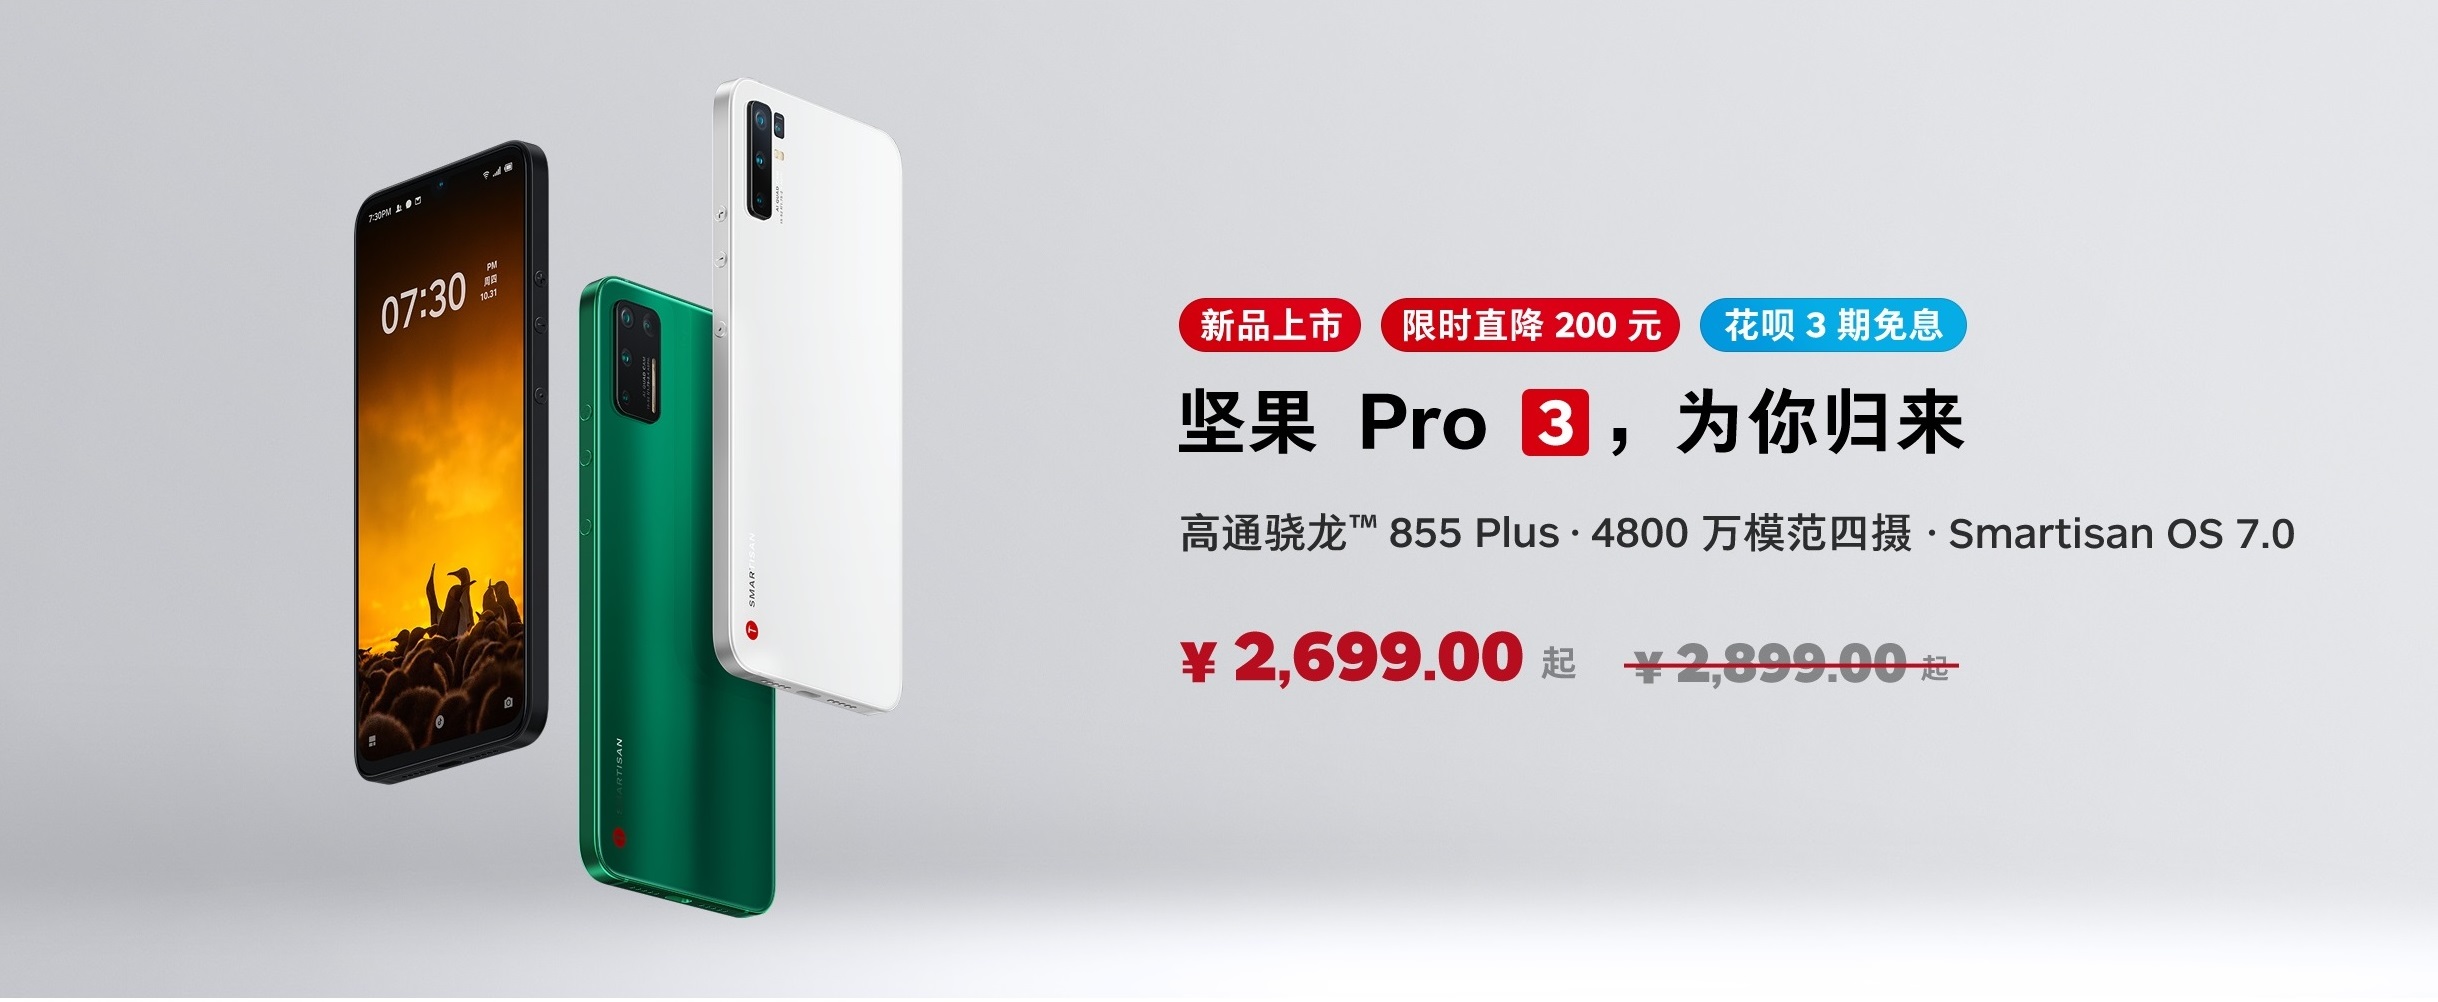 7:30PM
07:30
PM
周四
10.31
SMARTISAN
SMARTISAN
新品上市
限时直降 200 元
花呗 3 期免息
坚果 Pro 3，为你归来
高通骁龙™ 855 Plus · 4800 万模范四摄 · Smartisan OS 7.0
¥ 2,699.00 起
¥ 2,899.00 起